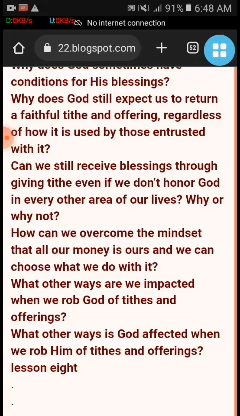 D:0KB/s
U:0KB/s No internet connection 91% 6:48 AM
22.blogspot.com 52
Why does God sometimes have
conditions for His blessings?
Why does God still expect us to return
a faithful tithe and offering, regardless
of how it is used by those entrusted
with it?
Can we still receive blessings through
giving tithe even if we don't honor God
in every other area of our lives? Why or
why not?
How can we overcome the mindset
that all our money is ours and we can
choose what we do with it?
What other ways are we impacted
when we rob God of tithes and
offerings?
What other ways is God affected when
we rob Him of tithes and offerings?
lesson eight
.
.